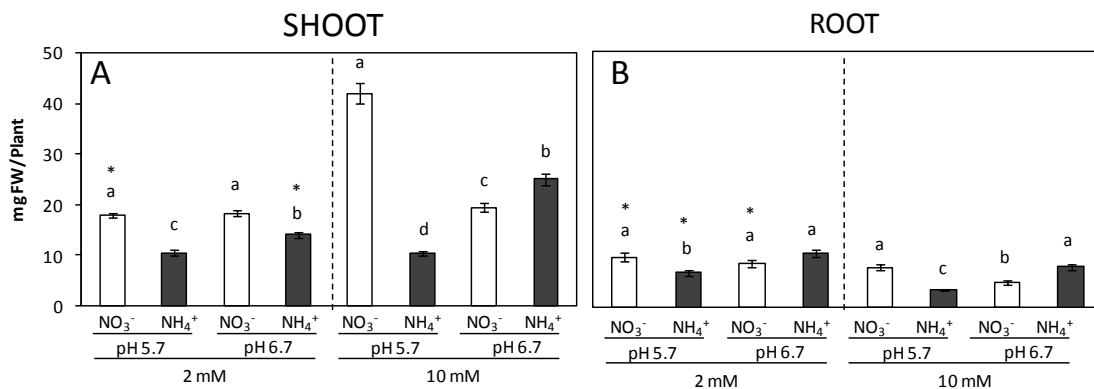 SHOOT
ROOT
A
B
mgFW/Plant
50
40
30
20
10
0
*
a
c
a
*
b
a
d
c
b
*
a
*
b
*
a
a
a
c
b
a
NO₃⁻ NH₄⁺ NO₃⁻ NH₄⁺ NO₃⁻ NH₄⁺ NO₃⁻ NH₄⁺
pH 5.7 pH 6.7 pH 5.7 pH 6.7
2 mM 10 mM
NO₃⁻ NH₄⁺ NO₃⁻ NH₄⁺ NO₃⁻ NH₄⁺ NO₃⁻ NH₄⁺
pH 5.7 pH 6.7 pH 5.7 pH 6.7
2 mM 10 mM